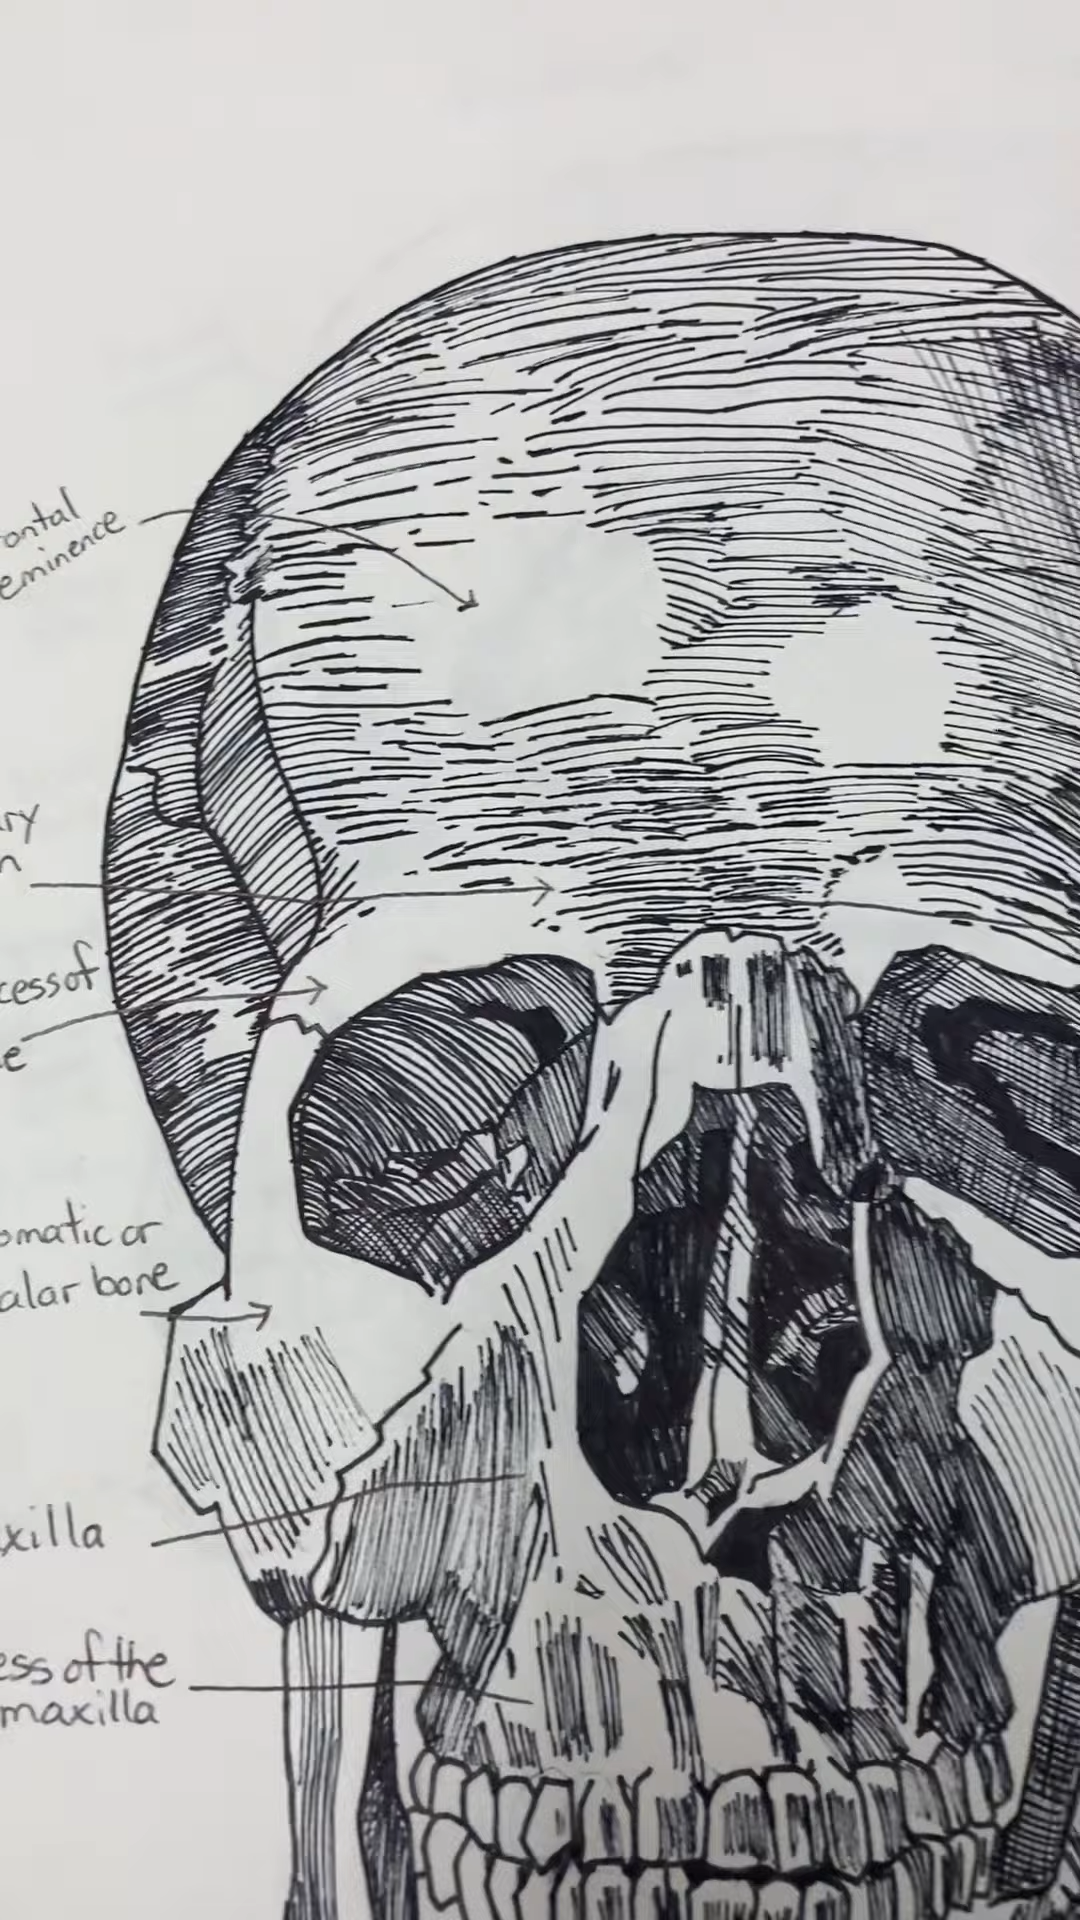 ontal
eminence
ry
n
cess of
e
omatic or
alar bone
xilla
ess of the
maxilla